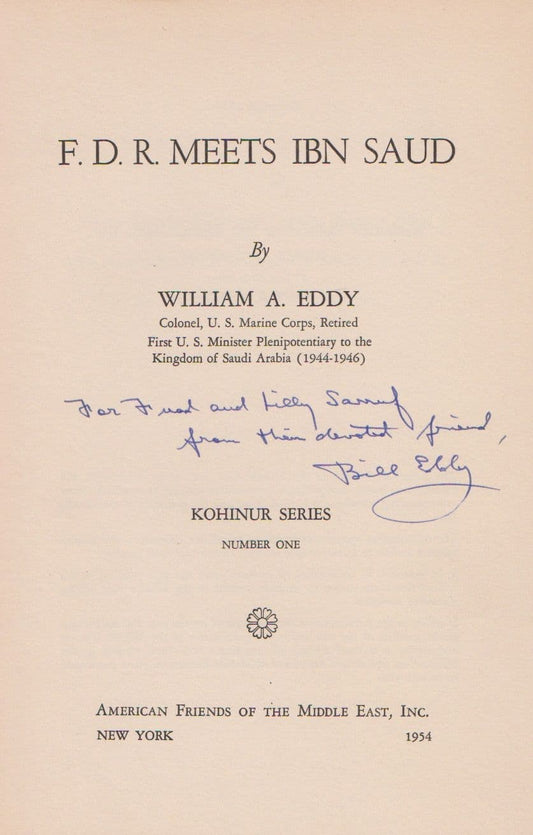 F. D. R. MEETS IBN SAUD
By
WILLIAM A. EDDY
Colonel, U. S. Marine Corps, Retired
First U. S. Minister Plenipotentiary to the
Kingdom of Saudi Arabia (1944-1946)
For Fuad and Lilly Sarruf
from their devoted friend,
Bill Eddy
KOHINUR SERIES
NUMBER ONE
AMERICAN FRIENDS OF THE MIDDLE EAST, INC.
NEW YORK 1954